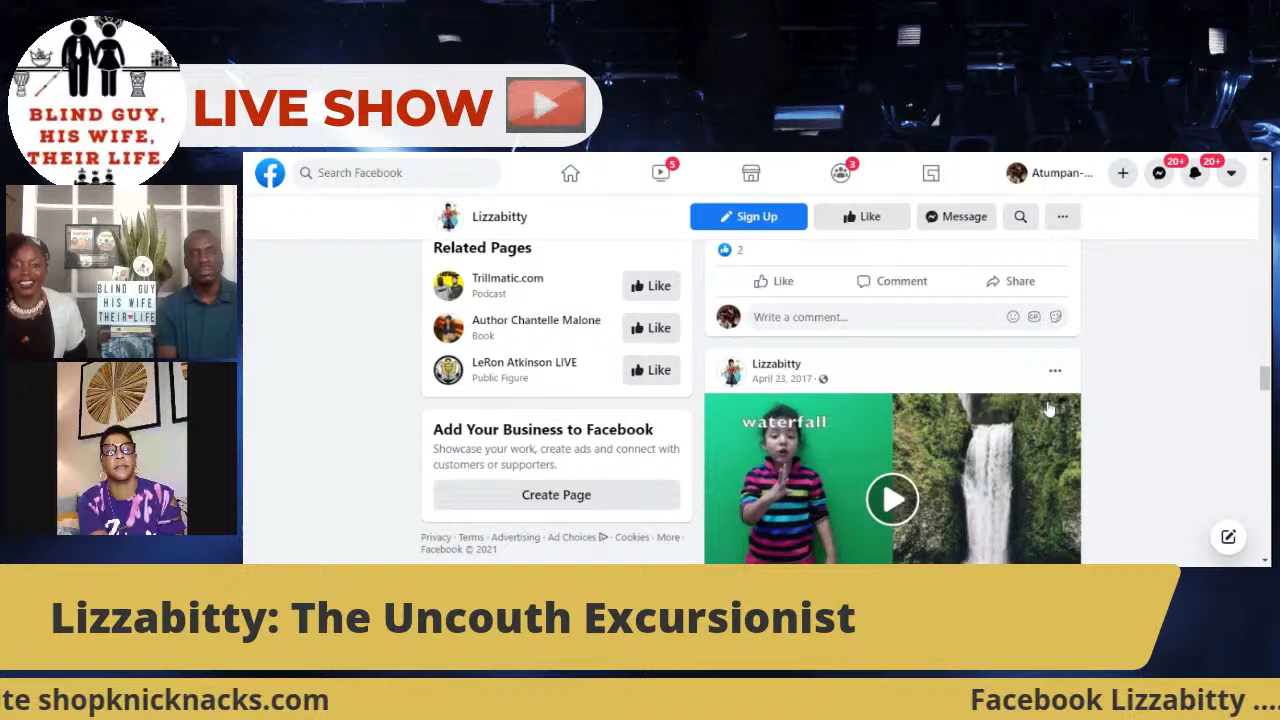 BLIND GUY,
HIS WIFE,
THEIR LIFE.
LIVE SHOW
BLIND GUY
HIS WIFE
THEIR LIFE
Search Facebook
5
3
Atumpan-...
20+
20+
Lizzabitty
Sign Up
Like
Message
Related Pages
Trillmatic.com
Podcast
Like
Author Chantelle Malone
Book
Like
LeRon Atkinson LIVE
Public Figure
Like
Add Your Business to Facebook
Showcase your work, create ads and connect with
customers or supporters.
Create Page
Privacy · Terms · Advertising · Ad Choices · Cookies · More ·
Facebook © 2021
2
Like
Comment
Share
Write a comment...
GIF
Lizzabitty
April 23, 2017 ·
waterfall
Lizzabitty: The Uncouth Excursionist
ite shopknicknacks.com
Facebook Lizzabitty ....